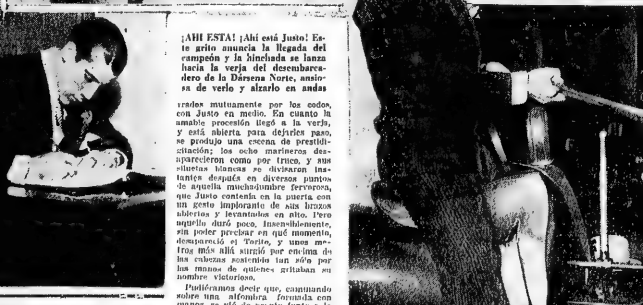 ¡AHI ESTA! ¡Ahí está Justo! Es-
te grito anuncia la llegada del
campeón y la hinchada se lanza
hacia la verja del desembarca-
dero de la Dársena Norte, ansio-
sa de verlo y alzarlo en andas
trados mutuamente por los codos,
con Justo en medio. En cuanto la
amable procesión llegó a la verja,
y está abierta para dejarles paso,
se produjo una escena de prestidi-
gitación; los ocho marineros des-
aparecieron como por truco, y sus
siluetas blancas se divisaron ins-
tantes después en diversos puntos
de aquella muchadumbre fervorosa,
que Justo contenía en la puerta con
un gesto implorante de sus brazos
abiertos y levantados en alto. Pero
aquello duró poco. Insensiblemente,
sin poder precisar en qué momento,
desapareció el Torito, y unos me-
tros más allá surgió por encima de
las cabezas sostenido tan sólo por
las manos de quienes gritaban su
nombre victorioso.
Pudiéramos decir que, caminando
sobre una alfombra formada con